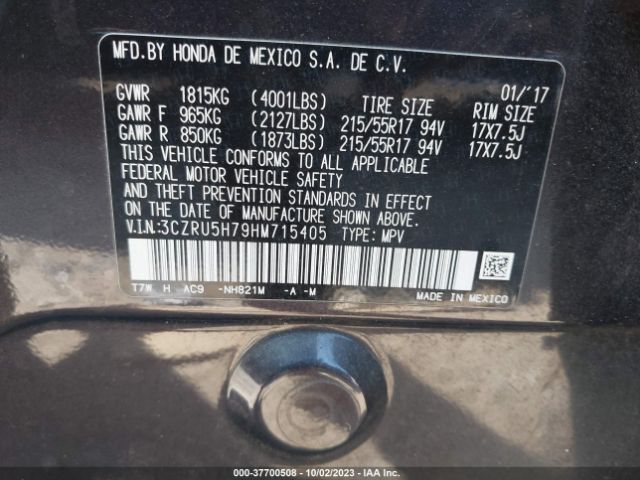 MFD.BY HONDA DE MEXICO S.A. DE C.V.
01/'17
GVWR 1815KG (4001LBS) TIRE SIZE RIM SIZE
GAWR F 965KG (2127LBS) 215/55R17 94V 17X7.5J
GAWR R 850KG (1873LBS) 215/55R17 94V 17X7.5J
THIS VEHICLE CONFORMS TO ALL APPLICABLE
FEDERAL MOTOR VEHICLE SAFETY
AND THEFT PREVENTION STANDARDS IN EFFECT
ON THE DATE OF MANUFACTURE SHOWN ABOVE.
V.I.N.:3CZRU5H79HM715405 TYPE: MPV
T7W H AC9 -NH821M -A -M MADE IN MEXICO
000-37700508 - 10/02/2023 - IAA Inc.